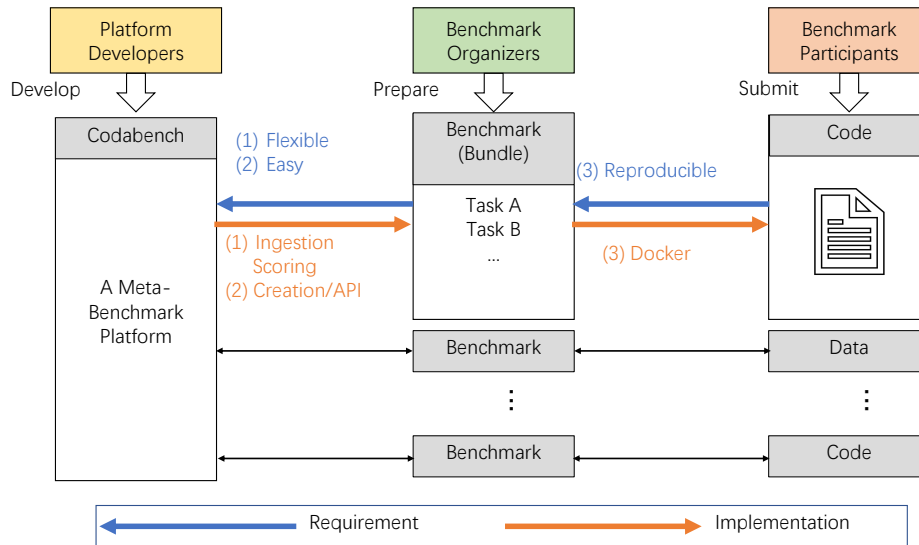 Platform
Developers
Benchmark
Organizers
Benchmark
Participants
Develop
Prepare
Submit
Codabench
(1) Flexible
(2) Easy
Benchmark
(Bundle)
(3) Reproducible
Code
Task A
Task B
...
(1) Ingestion
Scoring
(2) Creation/API
(3) Docker
A Meta-
Benchmark
Platform
Benchmark
Data
⋮
⋮
Benchmark
Code
Requirement
Implementation